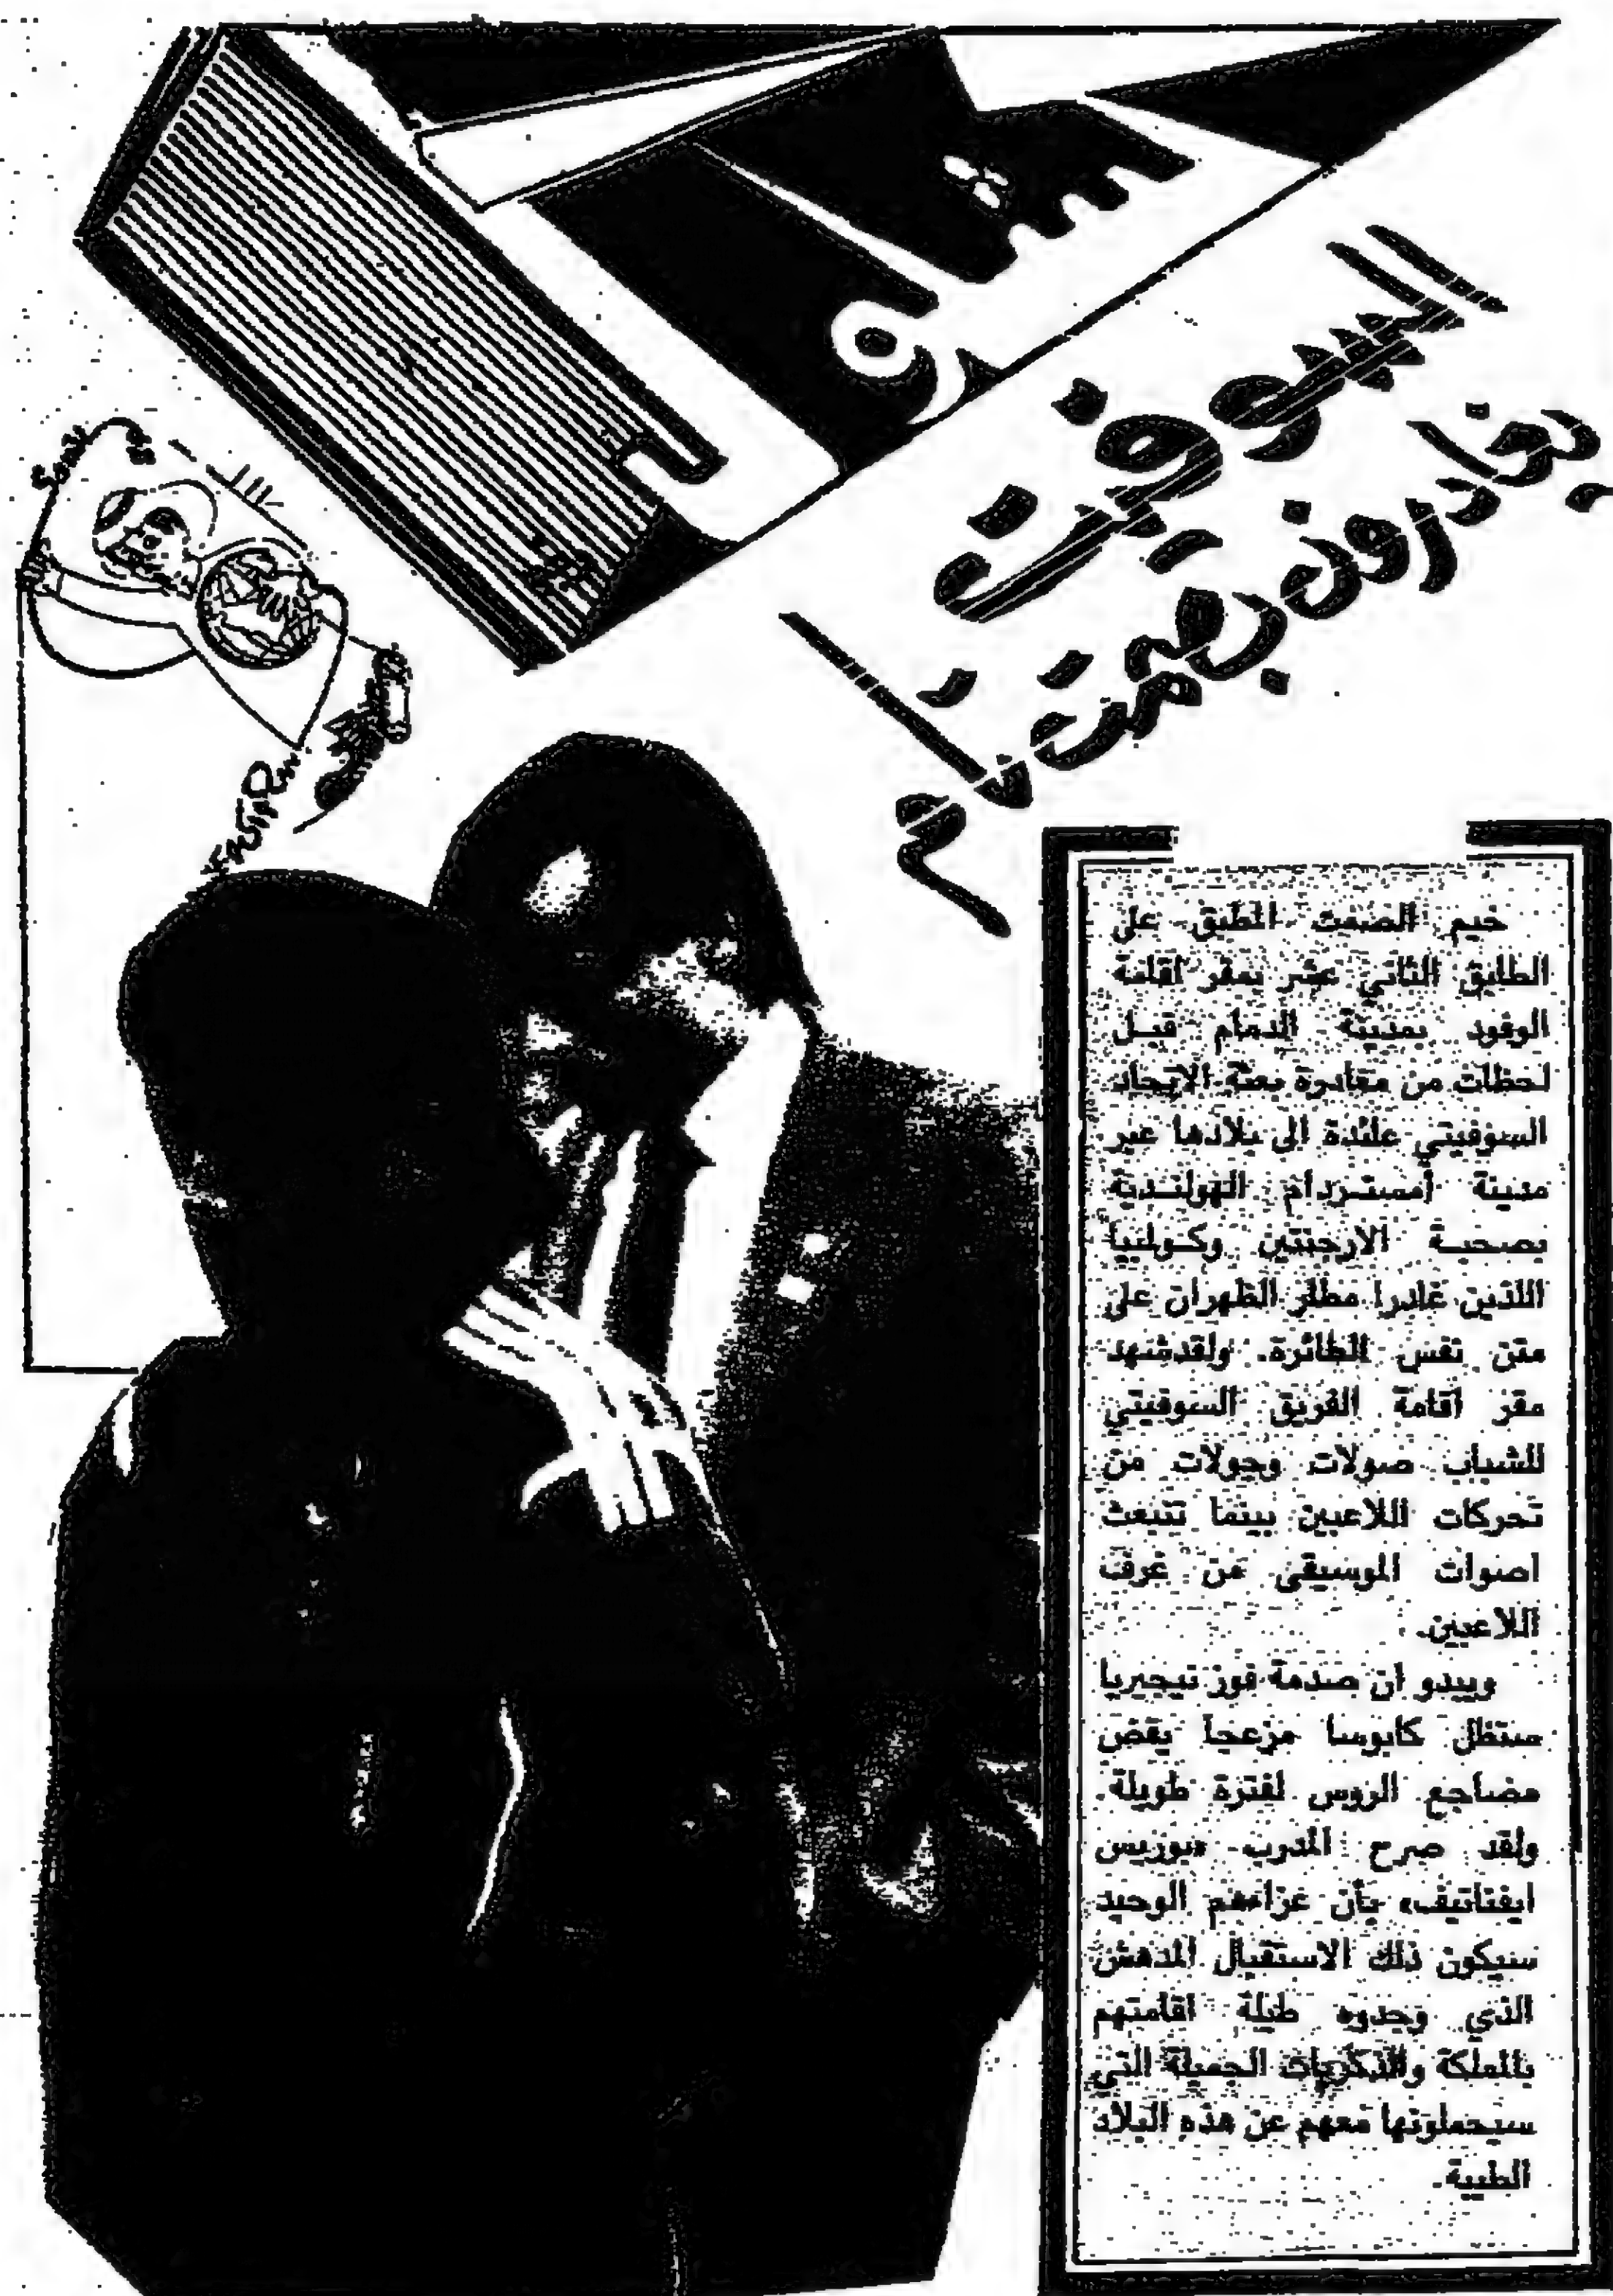 السوفيت
يغادرون بصمت تام
خيم الصمت المطبق على
الطابق الثاني عشر بمقر اقامة
الوفود بمدينة الدمام قبل
لحظات من مغادرة بعثة الاتحاد
السوفيتي عائدة الى بلادها عبر
مدينة امستردام الهولندية
بصحبة الارجنتين وكولبيا
اللذين غادرا مطار الظهران على
متن نفس الطائرة. ولقد شهد
مقر اقامة الفريق السوفيتي
للشباب صولات وجولات من
تحركات اللاعبين بينما تنبعث
اصوات الموسيقى من غرف
اللاعبين.
ويبدو ان صدمة فوز نيجيريا
ستظل كابوسا مزعجا يقض
مضاجع الروس لفترة طويلة.
ولقد صرح المدرب «بوريس
ايفناتيف» بأن عزاءهم الوحيد
سيكون ذلك الاستقبال المدهش
الذي وجدوه طيلة اقامتهم
بالمملكة والذكريات الجميلة التي
سيحملونها معهم عن هذه البلاد
الطيبة.